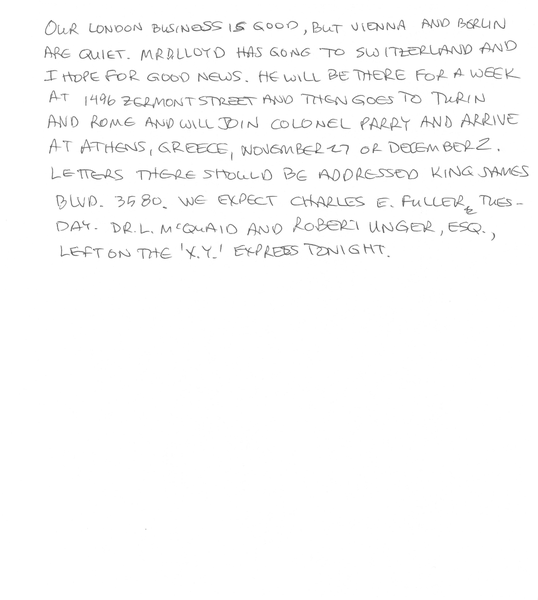 OUR LONDON BUSINESS IS GOOD, BUT VIENNA AND BERLIN
ARE QUIET. MR D LLOYD HAS GONG TO SWITZERLAND AND
I HOPE FOR GOOD NEWS. HE WILL BE THERE FOR A WEEK
AT 1496 ZERMONT STREET AND THEN GOES TO TURIN
AND ROME AND WILL JOIN COLONEL PARRY AND ARRIVE
AT ATHENS, GREECE, NOVEMBER 27 OR DECEMBER 2.
LETTERS THERE SHOULD BE ADDRESSED KING JAMES
BLVD. 3580. WE EXPECT CHARLES E. FULLER, TUES-
DAY. DR. L. MCQUAID AND ROBERT UNGER, ESQ.,
LEFT ON THE 'X.Y.' EXPRESS TONIGHT.